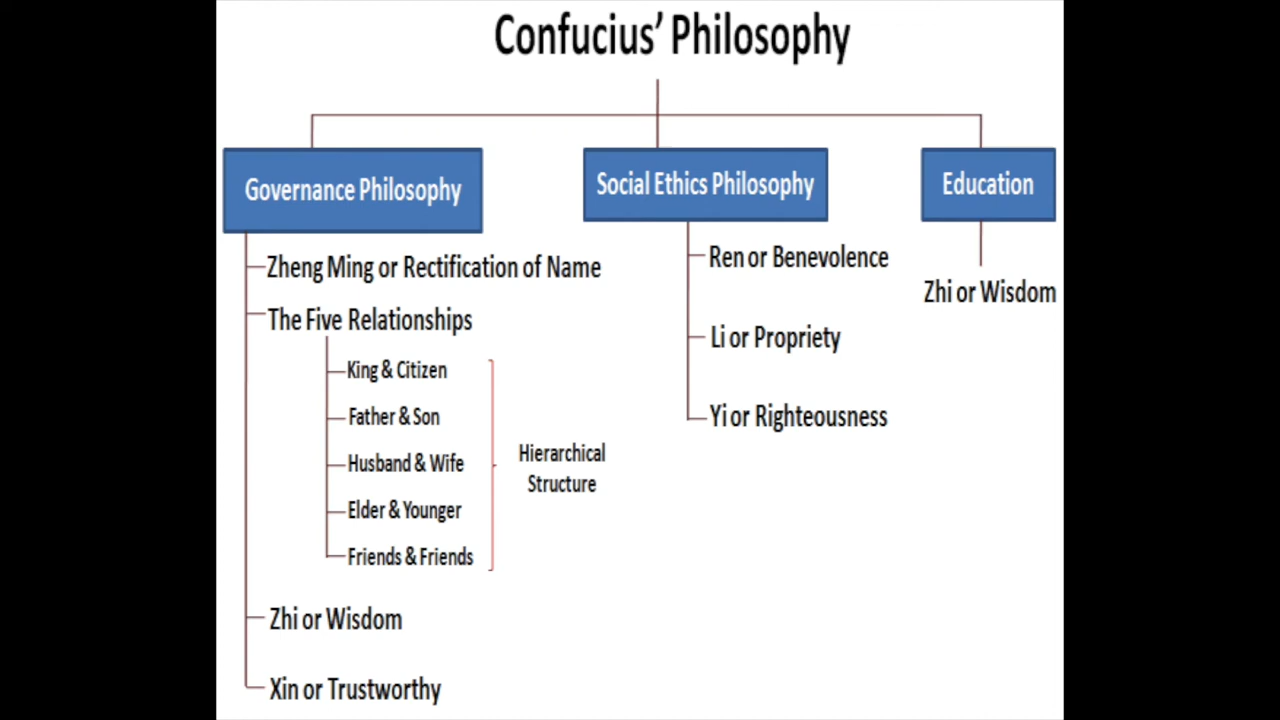 Confucius’ Philosophy
Governance Philosophy
Zheng Ming or Rectification of Name
The Five Relationships
King & Citizen
Father & Son
Husband & Wife
Elder & Younger
Friends & Friends
Hierarchical
Structure
Zhi or Wisdom
Xin or Trustworthy
Social Ethics Philosophy
Ren or Benevolence
Li or Propriety
Yi or Righteousness
Education
Zhi or Wisdom